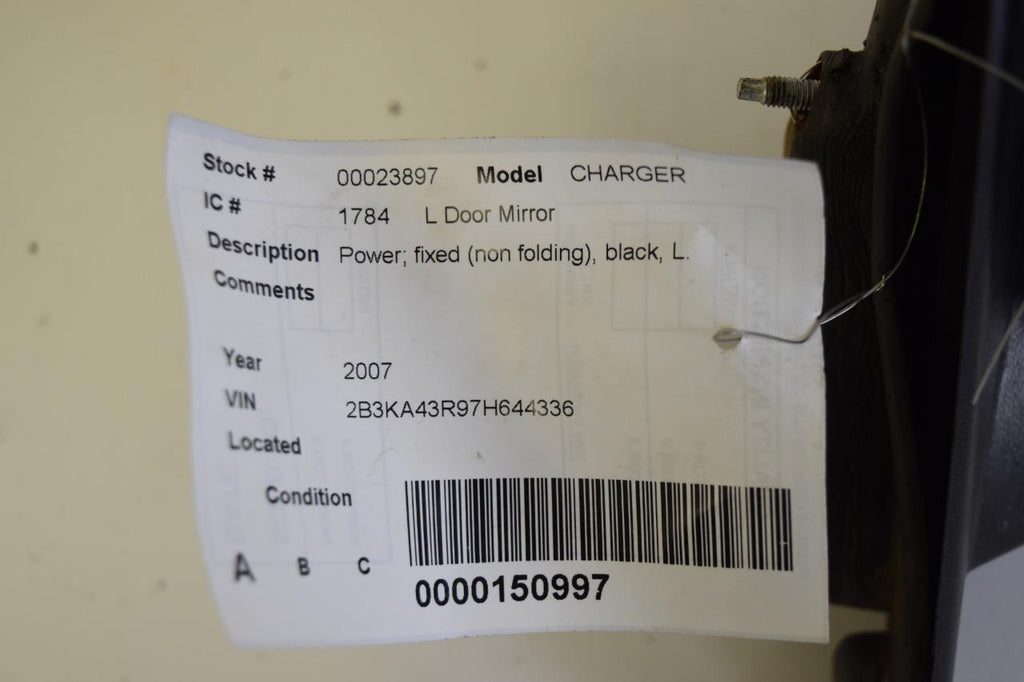 Stock # 00023897 Model CHARGER
IC # 1784 L Door Mirror
Description Power; fixed (non folding), black, L.
Comments
Year 2007
VIN 2B3KA43R97H644336
Located
Condition
A B C
0000150997